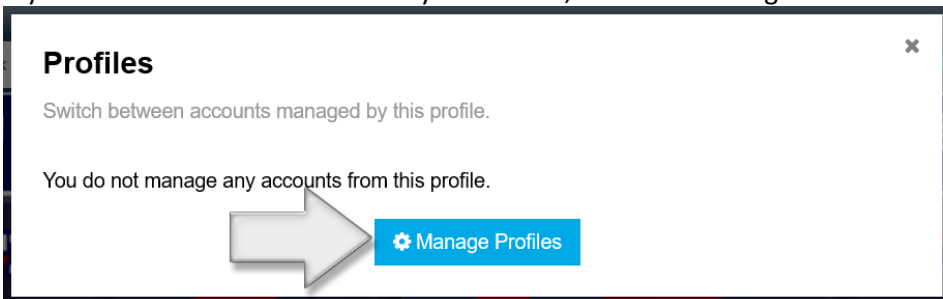 Profiles
Switch between accounts managed by this profile.
You do not manage any accounts from this profile.
Manage Profiles